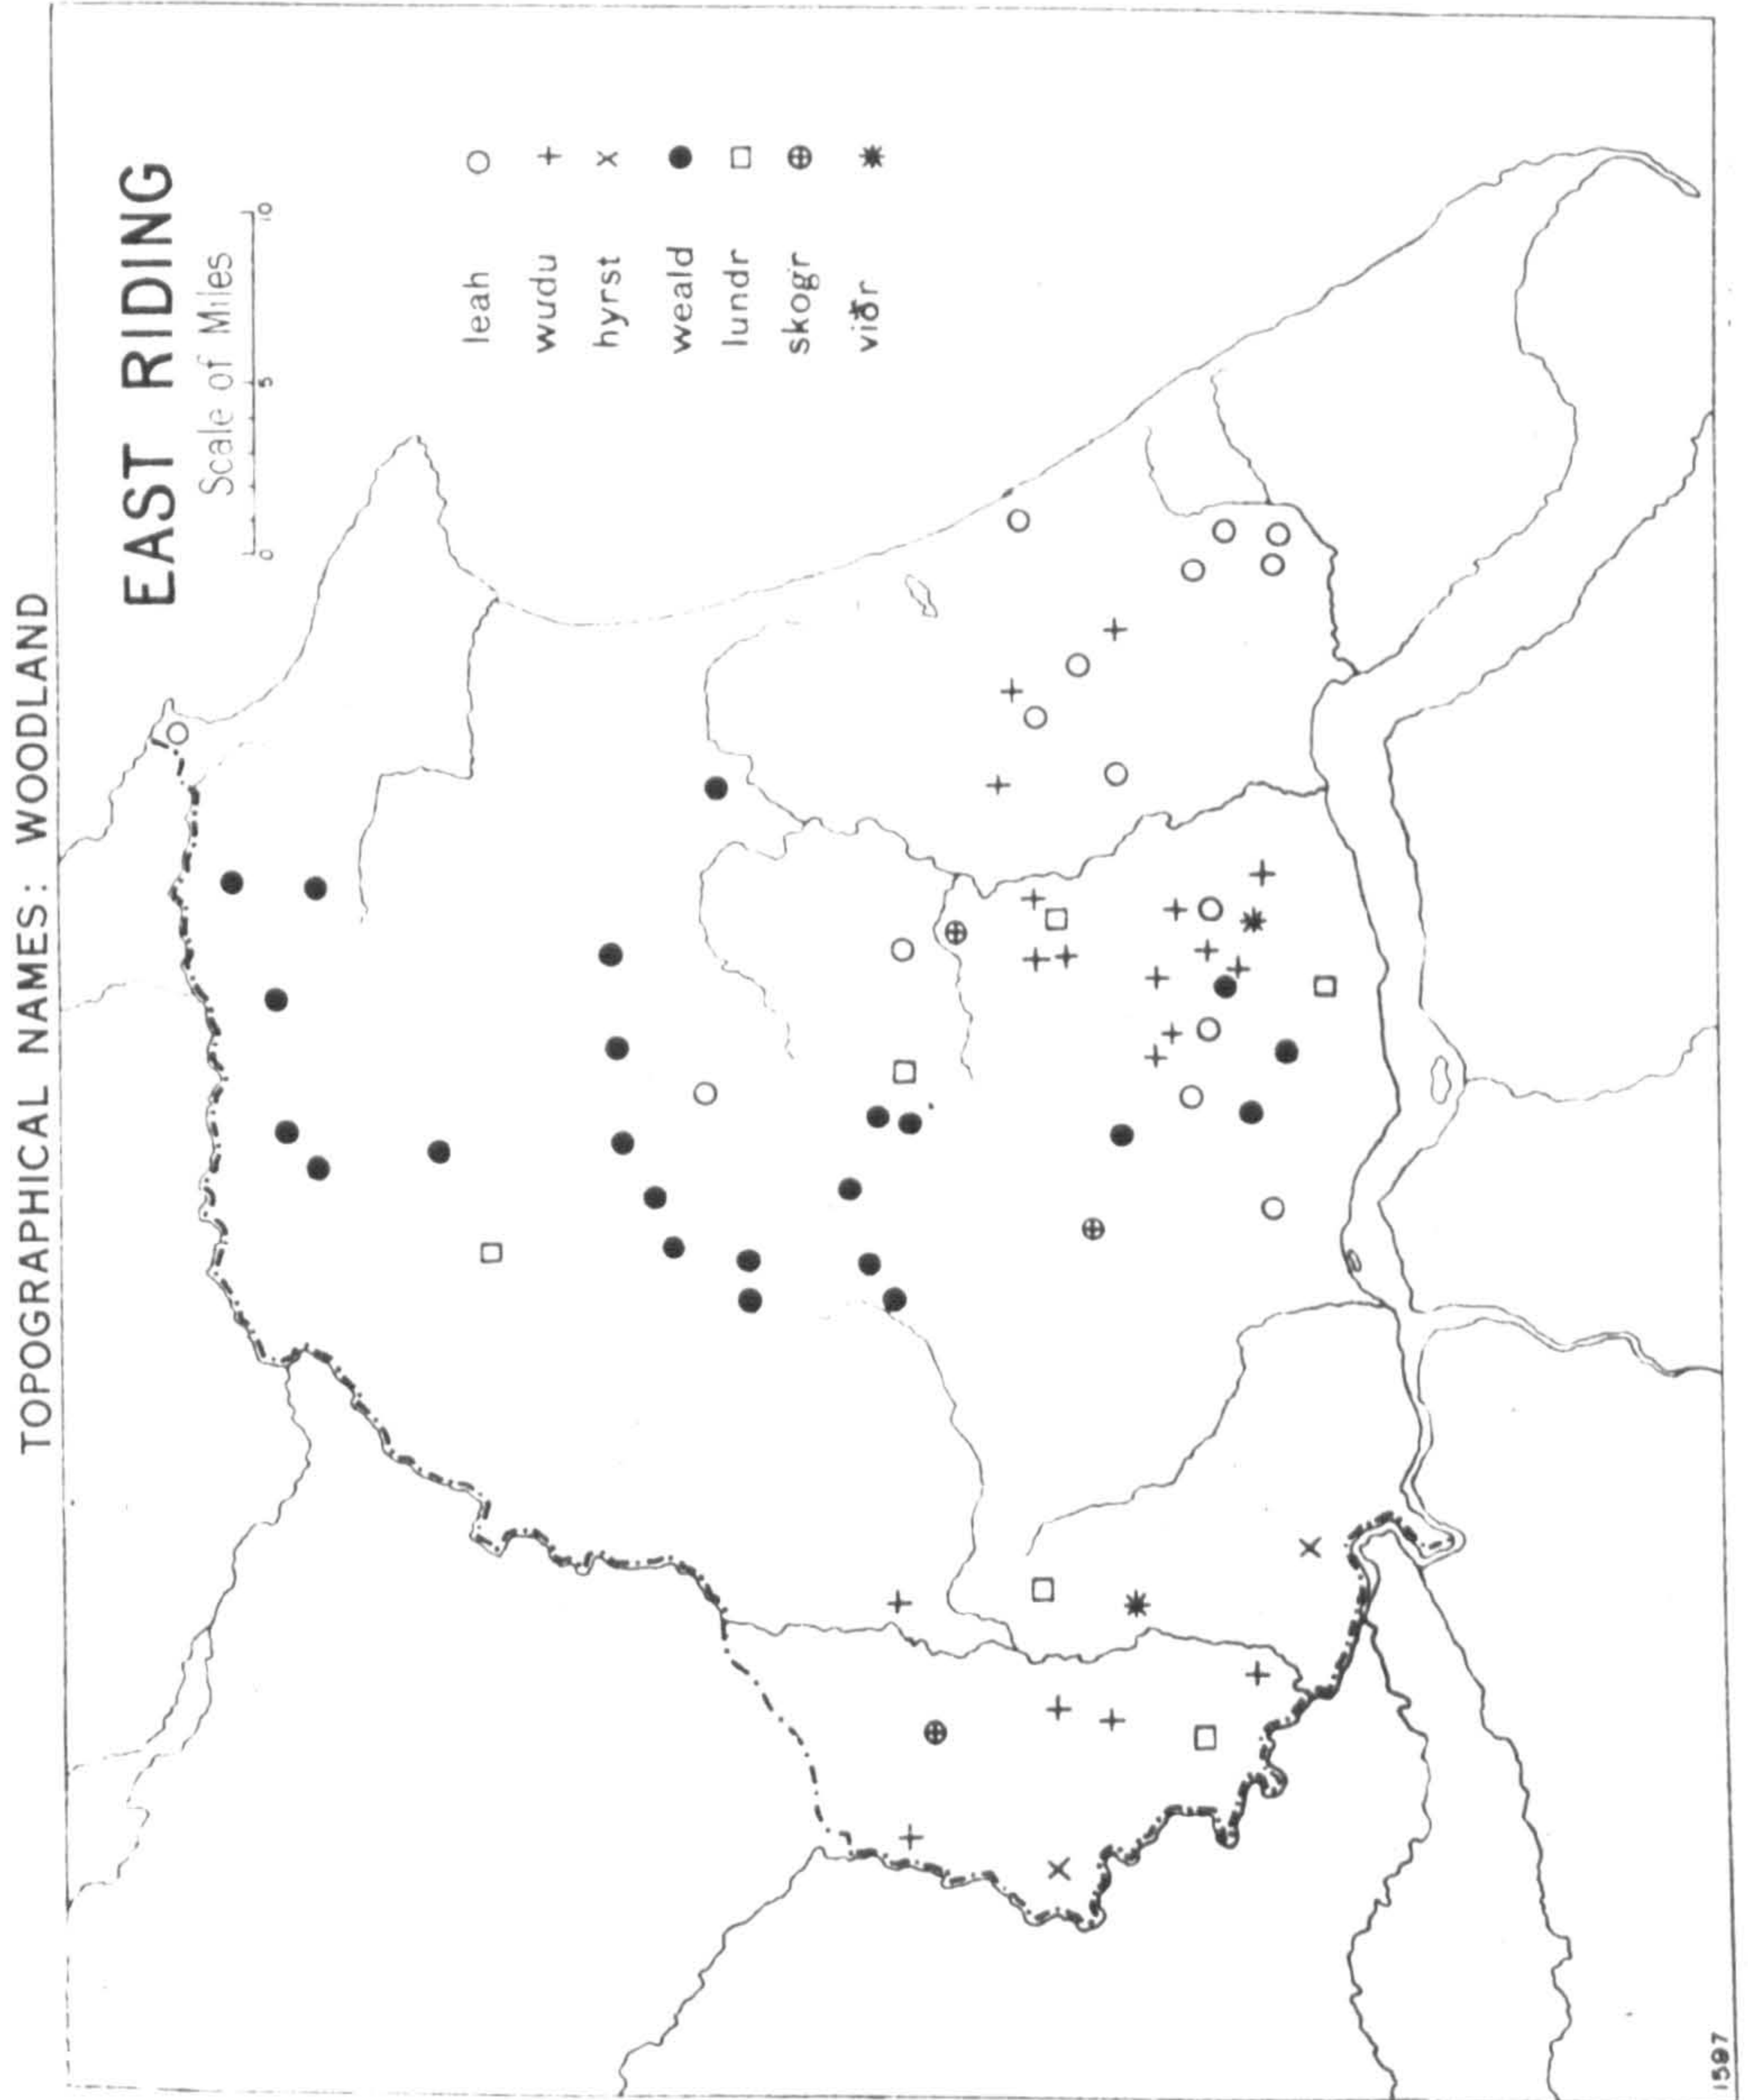 TOPOGRAPHICAL NAMES: WOODLAND
EAST RIDING
Scale of Miles
0 5 10
leah
wudu
hyrst
weald
lundr
skogr
viðr
1597